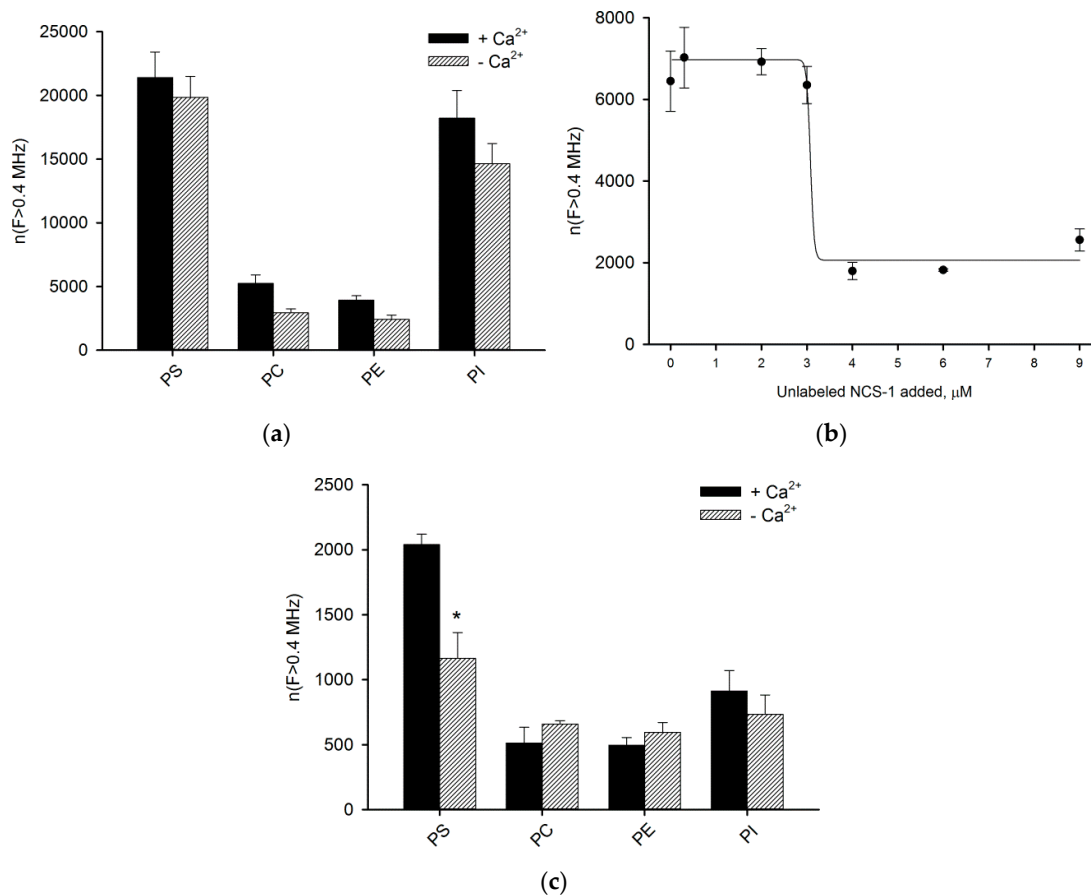 25000
20000
15000
10000
5000
0
n(F>0.4 MHz)
+ Ca²⁺
- Ca²⁺
PS
PC
PE
PI
(a)
8000
6000
4000
2000
0
n(F>0.4 MHz)
0 1 2 3 4 5 6 7 8 9
Unlabeled NCS-1 added, μM
(b)
2500
2000
1500
1000
500
0
n(F>0.4 MHz)
+ Ca²⁺
- Ca²⁺
*
PS
PC
PE
PI
(c)